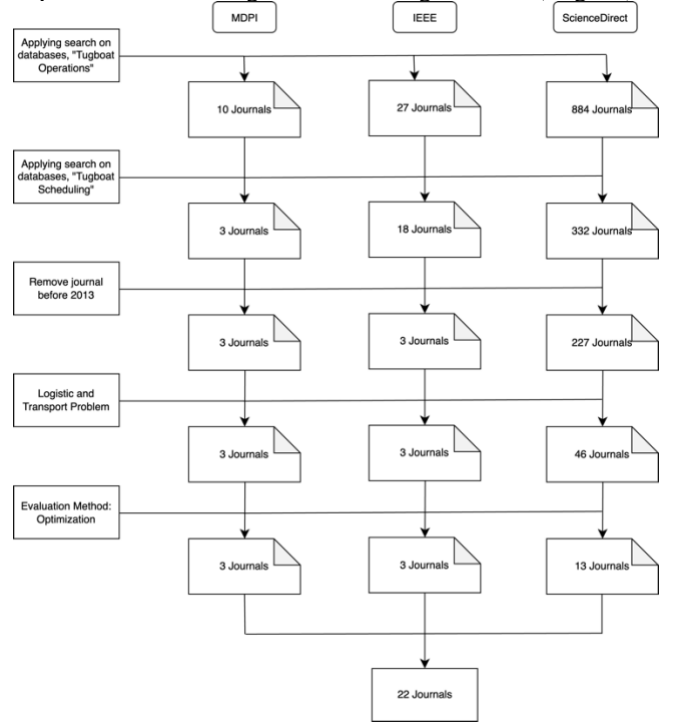 MDPI
IEEE
ScienceDirect
Applying search on
databases, "Tugboat
Operations"
10 Journals
27 Journals
884 Journals
Applying search on
databases, "Tugboat
Scheduling"
3 Journals
18 Journals
332 Journals
Remove journal
before 2013
3 Journals
3 Journals
227 Journals
Logistic and
Transport Problem
3 Journals
3 Journals
46 Journals
Evaluation Method:
Optimization
3 Journals
3 Journals
13 Journals
22 Journals